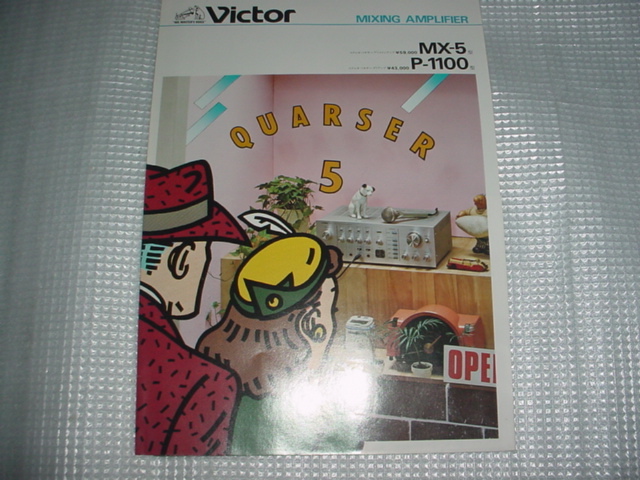 Victor
MIXING AMPLIFIER
MX-5
P-1100
QUARSER
5
OPE